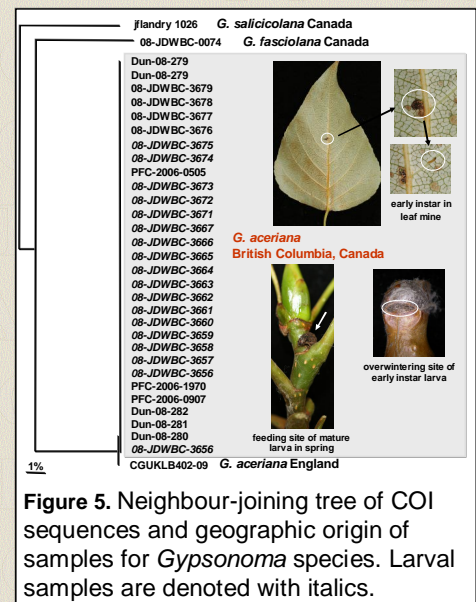 jflandry 1026 G. salicicolana Canada
08-JDWBC-0074 G. fasciolana Canada
Dun-08-279
Dun-08-279
08-JDWBC-3679
08-JDWBC-3678
08-JDWBC-3677
08-JDWBC-3676
08-JDWBC-3675
08-JDWBC-3674
PFC-2006-0505
08-JDWBC-3673
08-JDWBC-3672
08-JDWBC-3671
08-JDWBC-3667
08-JDWBC-3666
08-JDWBC-3665
08-JDWBC-3664
08-JDWBC-3663
08-JDWBC-3662
08-JDWBC-3661
08-JDWBC-3660
08-JDWBC-3659
08-JDWBC-3658
08-JDWBC-3657
08-JDWBC-3656
PFC-2006-1970
PFC-2006-0907
Dun-08-282
Dun-08-281
Dun-08-280
08-JDWBC-3656
CGUKLB402-09 G. aceriana England
early instar in
leaf mine
G. aceriana
British Columbia, Canada
overwintering site of
early instar larva
feeding site of mature
larva in spring
1%
Figure 5. Neighbour-joining tree of COI
sequences and geographic origin of
samples for Gypsonoma species. Larval
samples are denoted with italics.